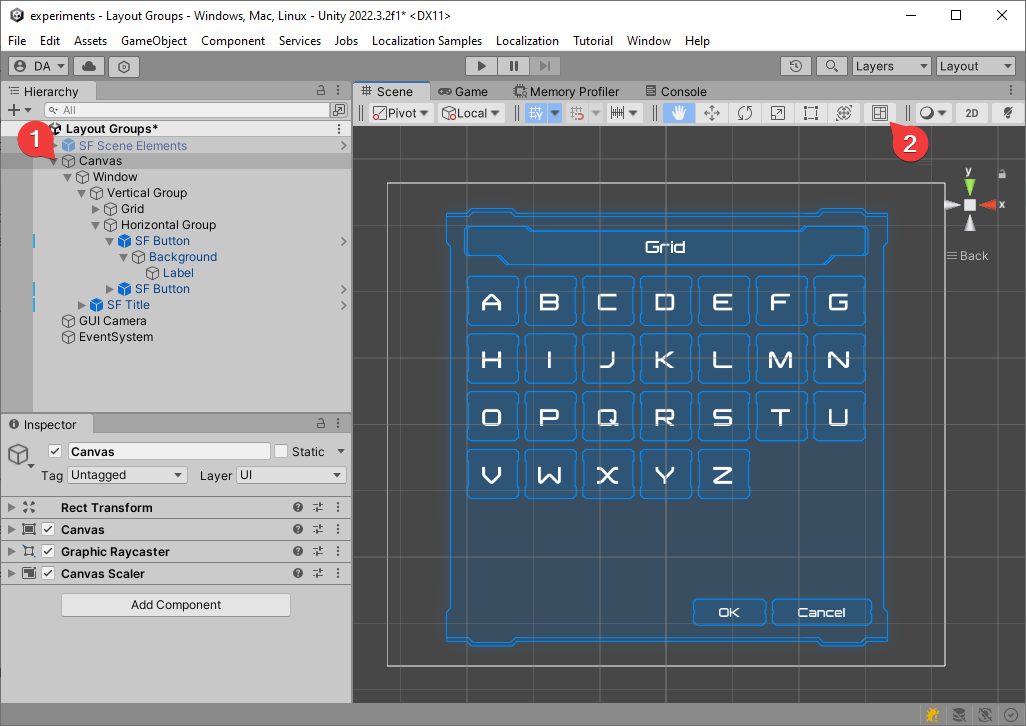 experiments - Layout Groups - Windows, Mac, Linux - Unity 2022.3.2f1* <DX11>
File Edit Assets GameObject Component Services Jobs Localization Samples Localization Tutorial Window Help
DA Layers Layout
Hierarchy
All
Layout Groups*
SF Scene Elements
Canvas
Window
Vertical Group
Grid
Horizontal Group
SF Button
Background
Label
SF Button
SF Title
GUI Camera
EventSystem
1
Inspector
Canvas Static
Tag Untagged Layer UI
Rect Transform
Canvas
Graphic Raycaster
Canvas Scaler
Add Component
Scene Game Memory Profiler Console
Pivot Local 2D
2
y
x
Back
Grid
A B C D E F G
H I J K L M N
O P Q R S T U
V W X Y Z
OK Cancel